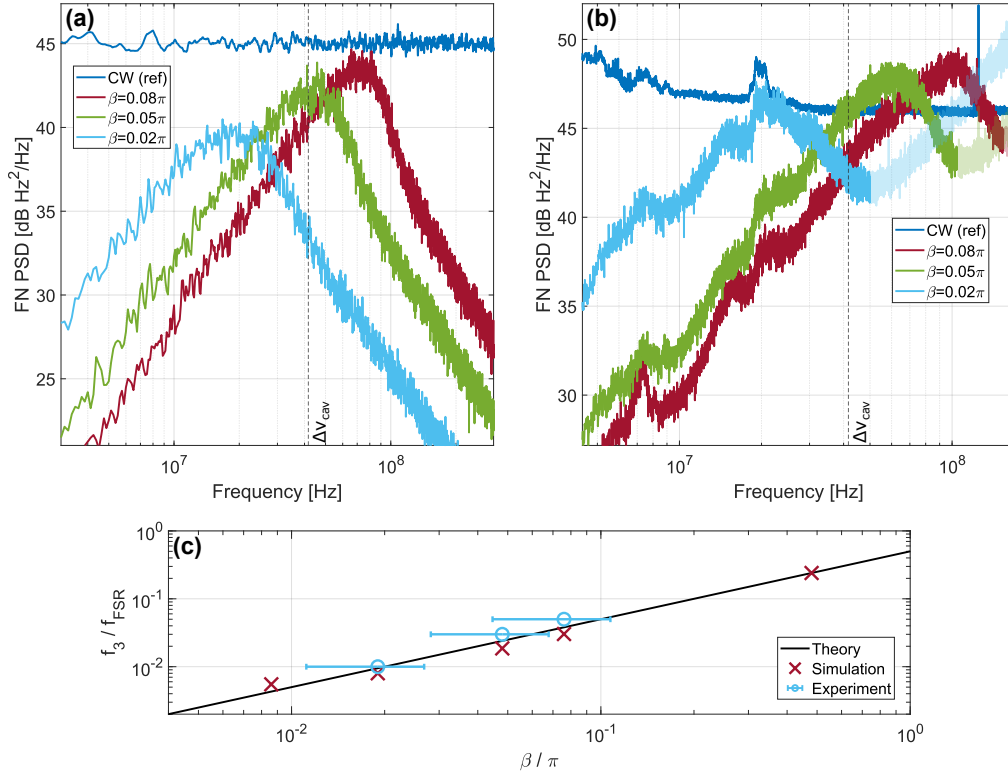 (a)
FN PSD [dB Hz²/Hz]
45
40
35
30
25
CW (ref)
β=0.08π
β=0.05π
β=0.02π
Δν_cav
10⁷
10⁸
Frequency [Hz]
(b)
FN PSD [dB Hz²/Hz]
50
45
40
35
30
CW (ref)
β=0.08π
β=0.05π
β=0.02π
Δν_cav
10⁷
10⁸
Frequency [Hz]
(c)
f₃ / f_FSR
10⁰
10⁻¹
10⁻²
Theory
Simulation
Experiment
10⁻²
10⁻¹
10⁰
β / π